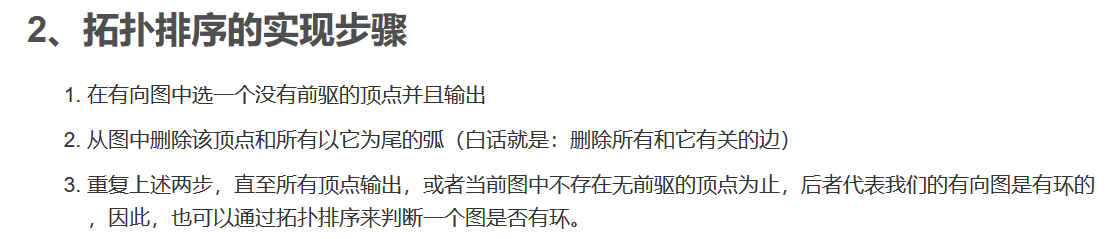 2、拓扑排序的实现步骤
1. 在有向图中选一个没有前驱的顶点并且输出
2. 从图中删除该顶点和所有以它为尾的弧（白话就是：删除所有和它有关的边）
3. 重复上述两步，直至所有顶点输出，或者当前图中不存在无前驱的顶点为止，后者代表我们的有向图是有环的
，因此，也可以通过拓扑排序来判断一个图是否有环。